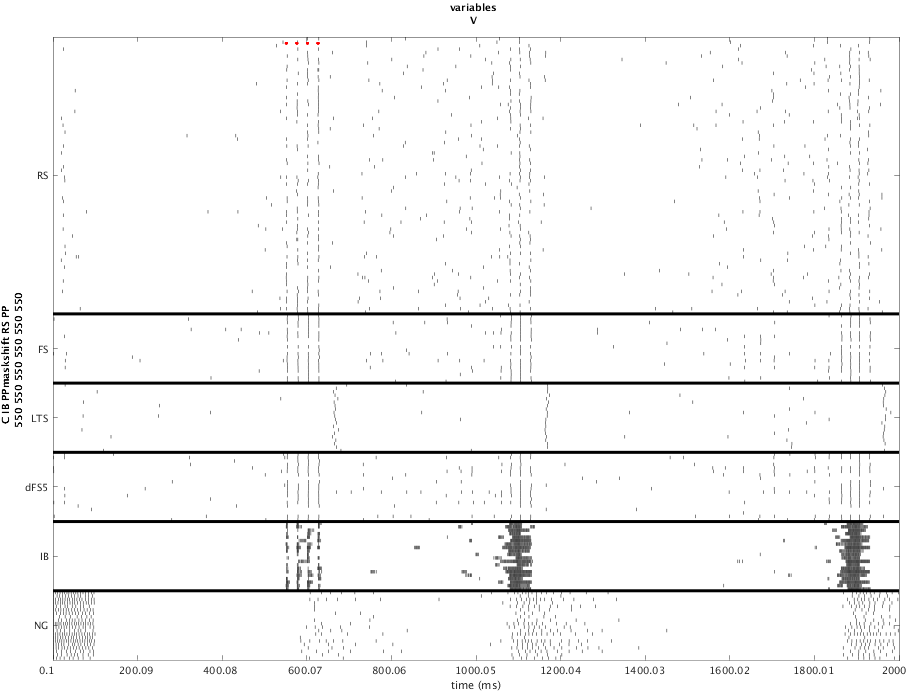 variables
V
C IB PPmaskshift RS PP
550 550 550 550 550 550
RS
FS
LTS
dFS5
IB
NG
0.1 200.09 400.08 600.07 800.06 1000.05 1200.04 1400.03 1600.02 1800.01 2000
time (ms)